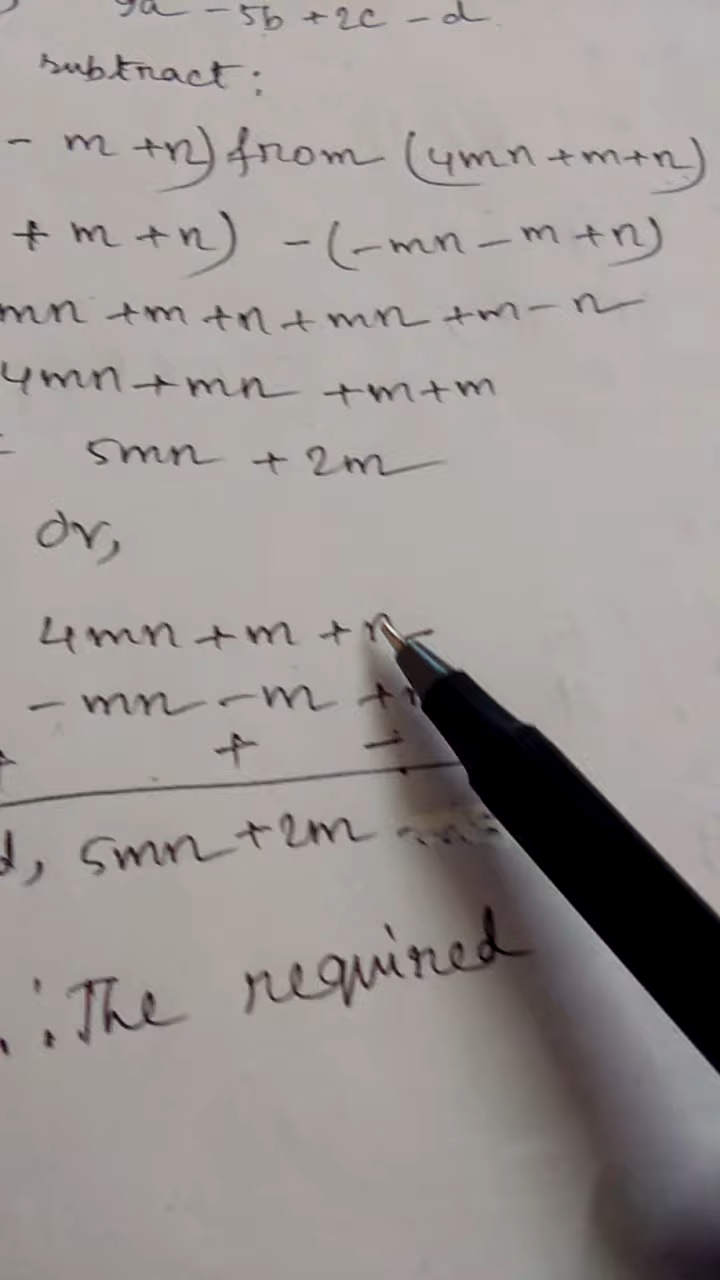 9a - 5b + 2c - d
subtract:
- m + n) from (4mn + m + n)
+ m + n) - (-mn - m + n)
mn + m + n + mn + m - n
4mn + mn + m + m
= 5mn + 2m
Or,
4mn + m + n
- mn - m + n
+ + -
d, 5mn + 2m
∴ The required